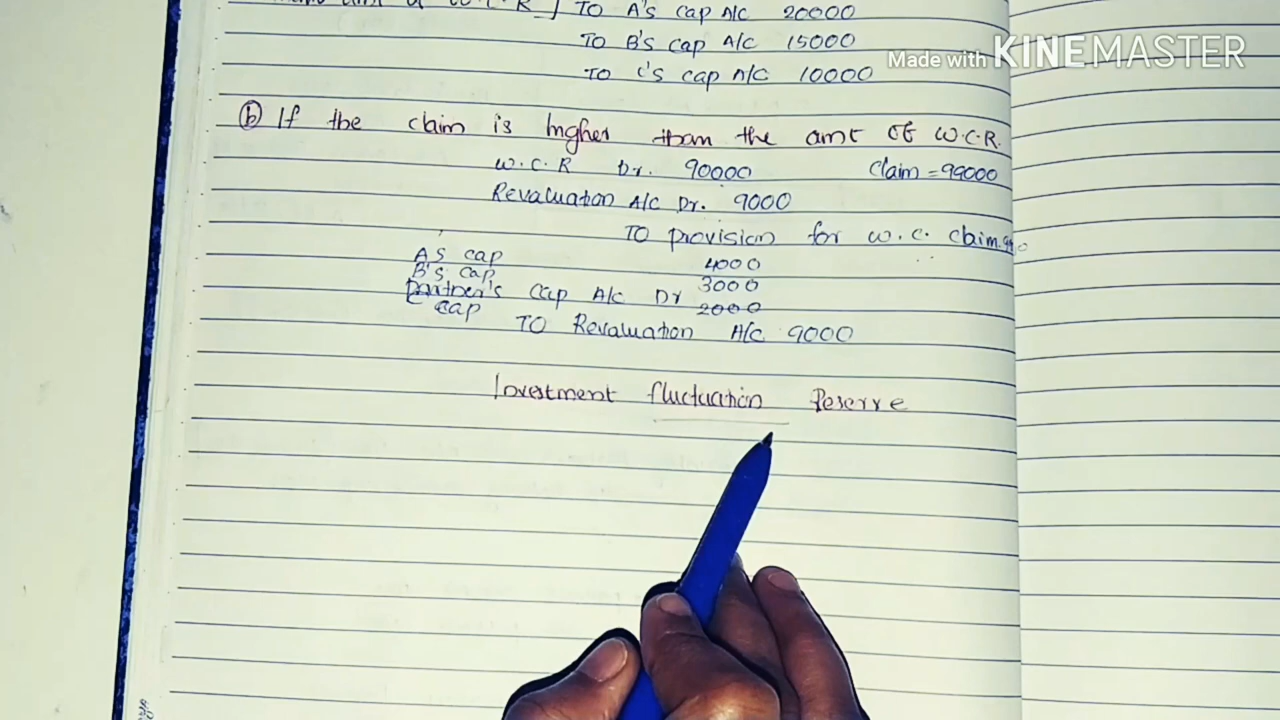 TO A's cap A/c 20000
TO B's cap A/c 15000
Made with KINEMASTER
TO C's cap A/c 10000
(b) If the claim is higher than the amt of W.C.R.
W.C.R Dr. 90000 Claim = 99000
Revaluation A/c Dr. 9000
TO provision for W.C. claim.
A's cap 4000
B's cap 3000
Partner's cap A/c Dr 2000
C cap
TO Revaluation A/c 9000
Investment fluctuation Reserve